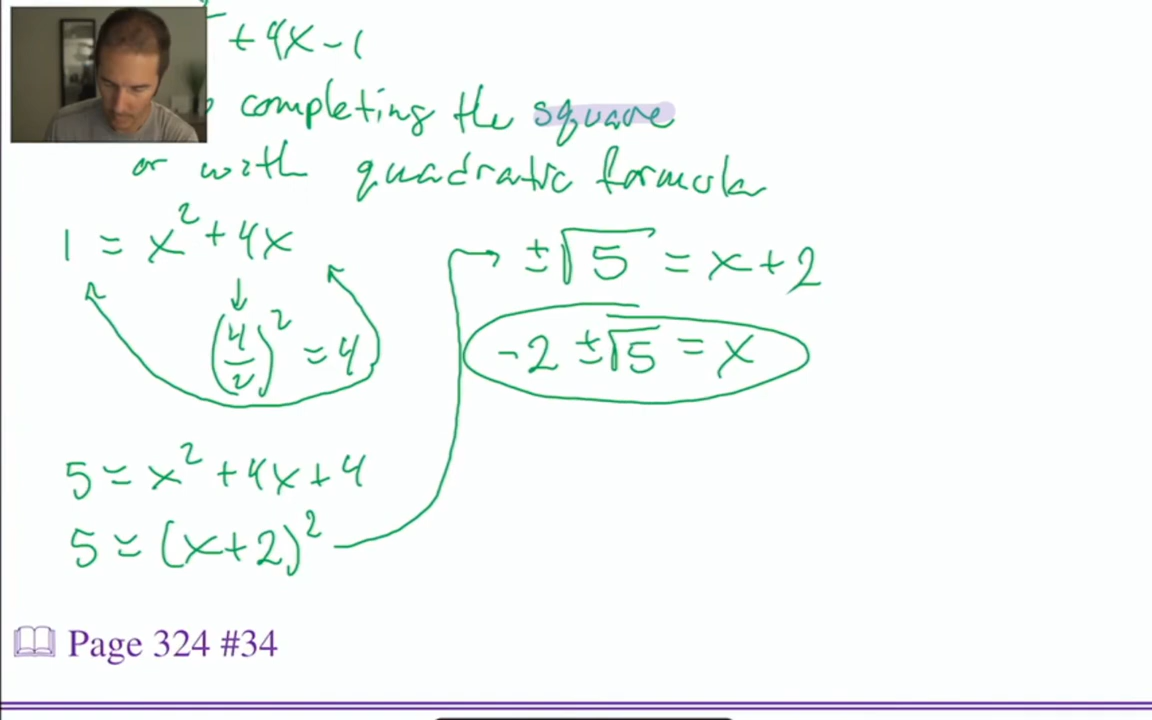 + 4x - 1
completing the square
or with quadratic formula
1 = x² + 4x
(4/2)² = 4
5 = x² + 4x + 4
5 = (x+2)²
±√5 = x + 2
-2 ±√5 = x
Page 324 #34